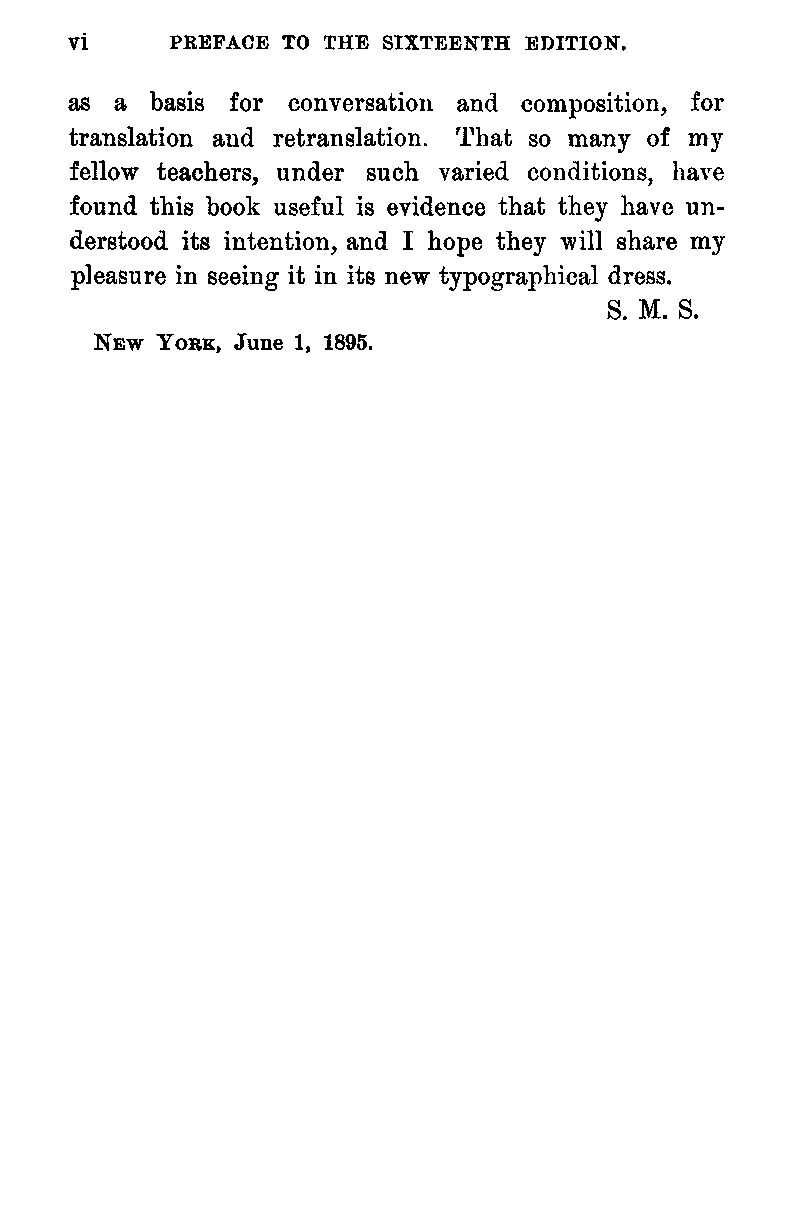 vi PREFACE TO THE SIXTEENTH EDITION.
as a basis for conversation and composition, for
translation and retranslation. That so many of my
fellow teachers, under such varied conditions, have
found this book useful is evidence that they have un-
derstood its intention, and I hope they will share my
pleasure in seeing it in its new typographical dress.
S. M. S.
NEW YORK, June 1, 1895.